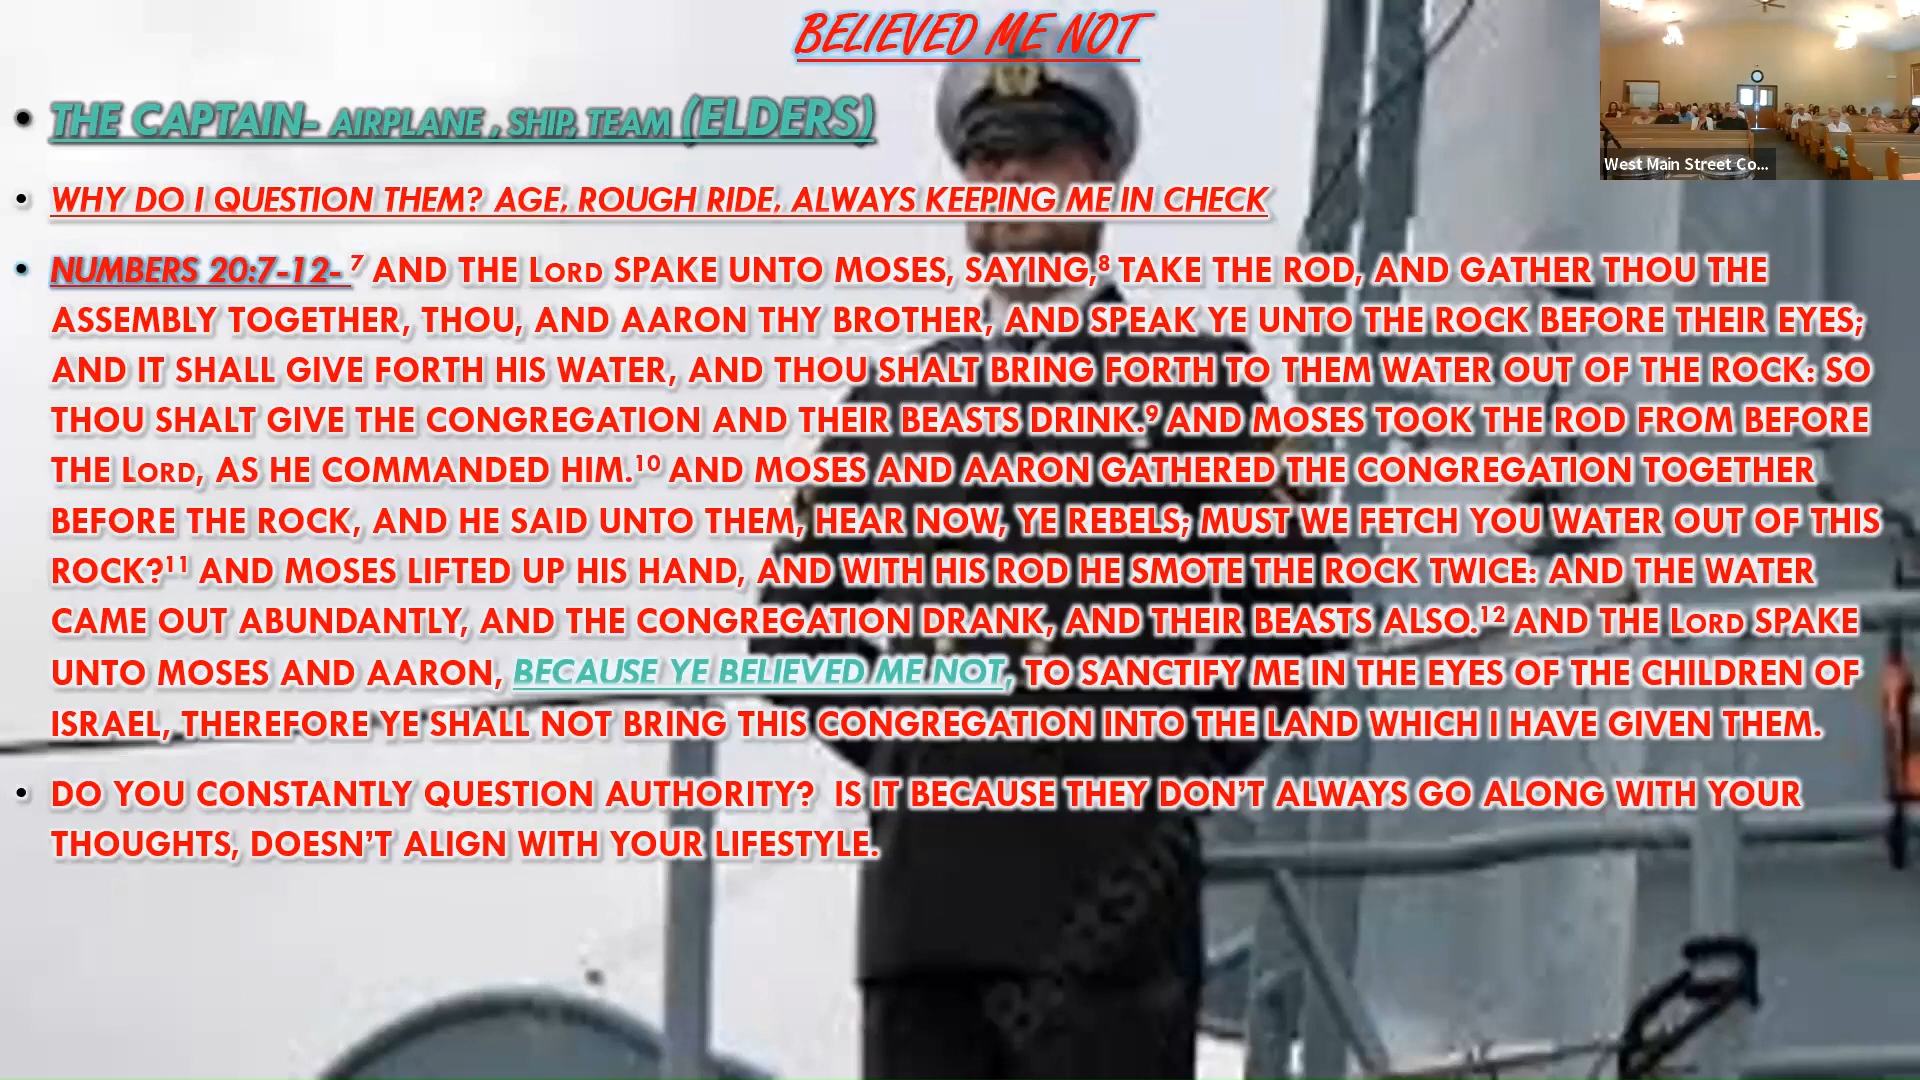 BELIEVED ME NOT
West Main Street Co...
• THE CAPTAIN- AIRPLANE , SHIP, TEAM (ELDERS)
• WHY DO I QUESTION THEM? AGE, ROUGH RIDE, ALWAYS KEEPING ME IN CHECK
• NUMBERS 20:7-12- ⁷ AND THE LORD SPAKE UNTO MOSES, SAYING,⁸ TAKE THE ROD, AND GATHER THOU THE
ASSEMBLY TOGETHER, THOU, AND AARON THY BROTHER, AND SPEAK YE UNTO THE ROCK BEFORE THEIR EYES;
AND IT SHALL GIVE FORTH HIS WATER, AND THOU SHALT BRING FORTH TO THEM WATER OUT OF THE ROCK: SO
THOU SHALT GIVE THE CONGREGATION AND THEIR BEASTS DRINK.⁹ AND MOSES TOOK THE ROD FROM BEFORE
THE LORD, AS HE COMMANDED HIM.¹⁰ AND MOSES AND AARON GATHERED THE CONGREGATION TOGETHER
BEFORE THE ROCK, AND HE SAID UNTO THEM, HEAR NOW, YE REBELS; MUST WE FETCH YOU WATER OUT OF THIS
ROCK?¹¹ AND MOSES LIFTED UP HIS HAND, AND WITH HIS ROD HE SMOTE THE ROCK TWICE: AND THE WATER
CAME OUT ABUNDANTLY, AND THE CONGREGATION DRANK, AND THEIR BEASTS ALSO.¹² AND THE LORD SPAKE
UNTO MOSES AND AARON, BECAUSE YE BELIEVED ME NOT, TO SANCTIFY ME IN THE EYES OF THE CHILDREN OF
ISRAEL, THEREFORE YE SHALL NOT BRING THIS CONGREGATION INTO THE LAND WHICH I HAVE GIVEN THEM.
• DO YOU CONSTANTLY QUESTION AUTHORITY?  IS IT BECAUSE THEY DON'T ALWAYS GO ALONG WITH YOUR
THOUGHTS, DOESN'T ALIGN WITH YOUR LIFESTYLE.